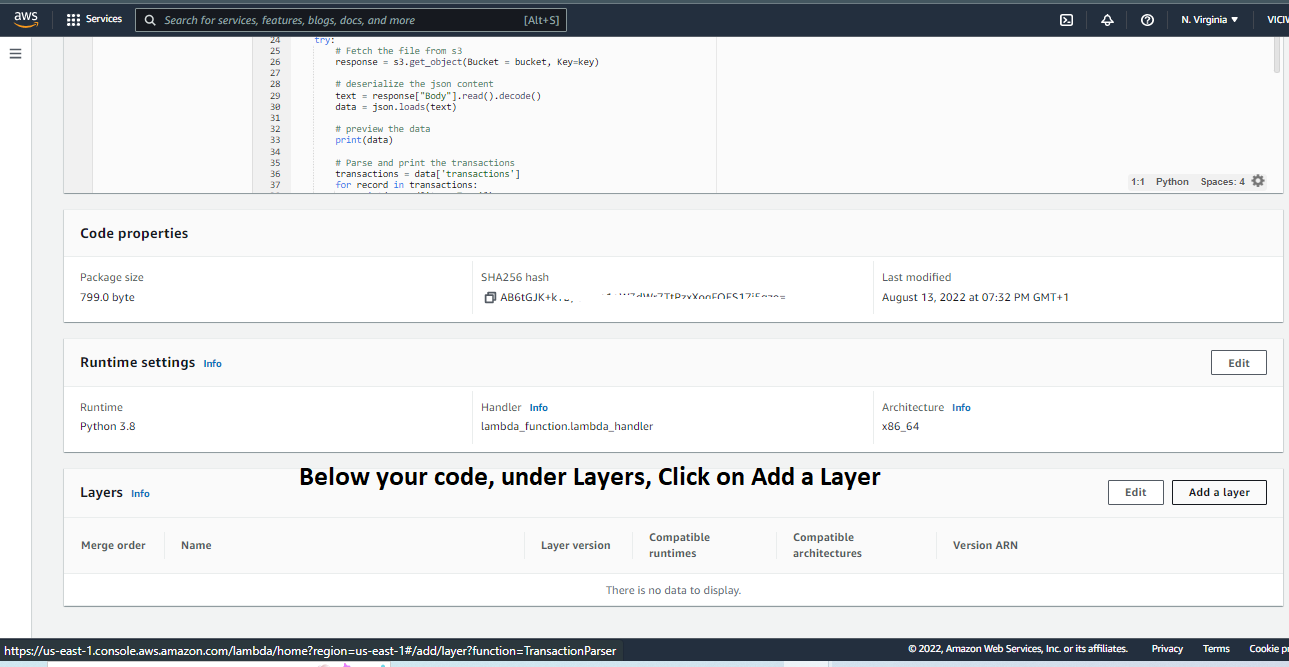 aws
Services
Search for services, features, blogs, docs, and more
[Alt+S]
N. Virginia
24 try:
25 # Fetch the file from s3
26 response = s3.get_object(Bucket = bucket, Key=key)
27
28 # deserialize the json content
29 text = response["Body"].read().decode()
30 data = json.loads(text)
31
32 # preview the data
33 print(data)
34
35 # Parse and print the transactions
36 transactions = data['transactions']
37 for record in transactions:
1:1 Python Spaces: 4
Code properties
Package size
799.0 byte
SHA256 hash
Last modified
August 13, 2022 at 07:32 PM GMT+1
Runtime settings Info
Edit
Runtime
Python 3.8
Handler Info
lambda_function.lambda_handler
Architecture Info
x86_64
Below your code, under Layers, Click on Add a Layer
Layers Info
Edit
Add a layer
Merge order
Name
Layer version
Compatible
runtimes
Compatible
architectures
Version ARN
There is no data to display.
https://us-east-1.console.aws.amazon.com/lambda/home?region=us-east-1#/add/layer?function=TransactionParser
© 2022, Amazon Web Services, Inc. or its affiliates.
Privacy
Terms
Cookie